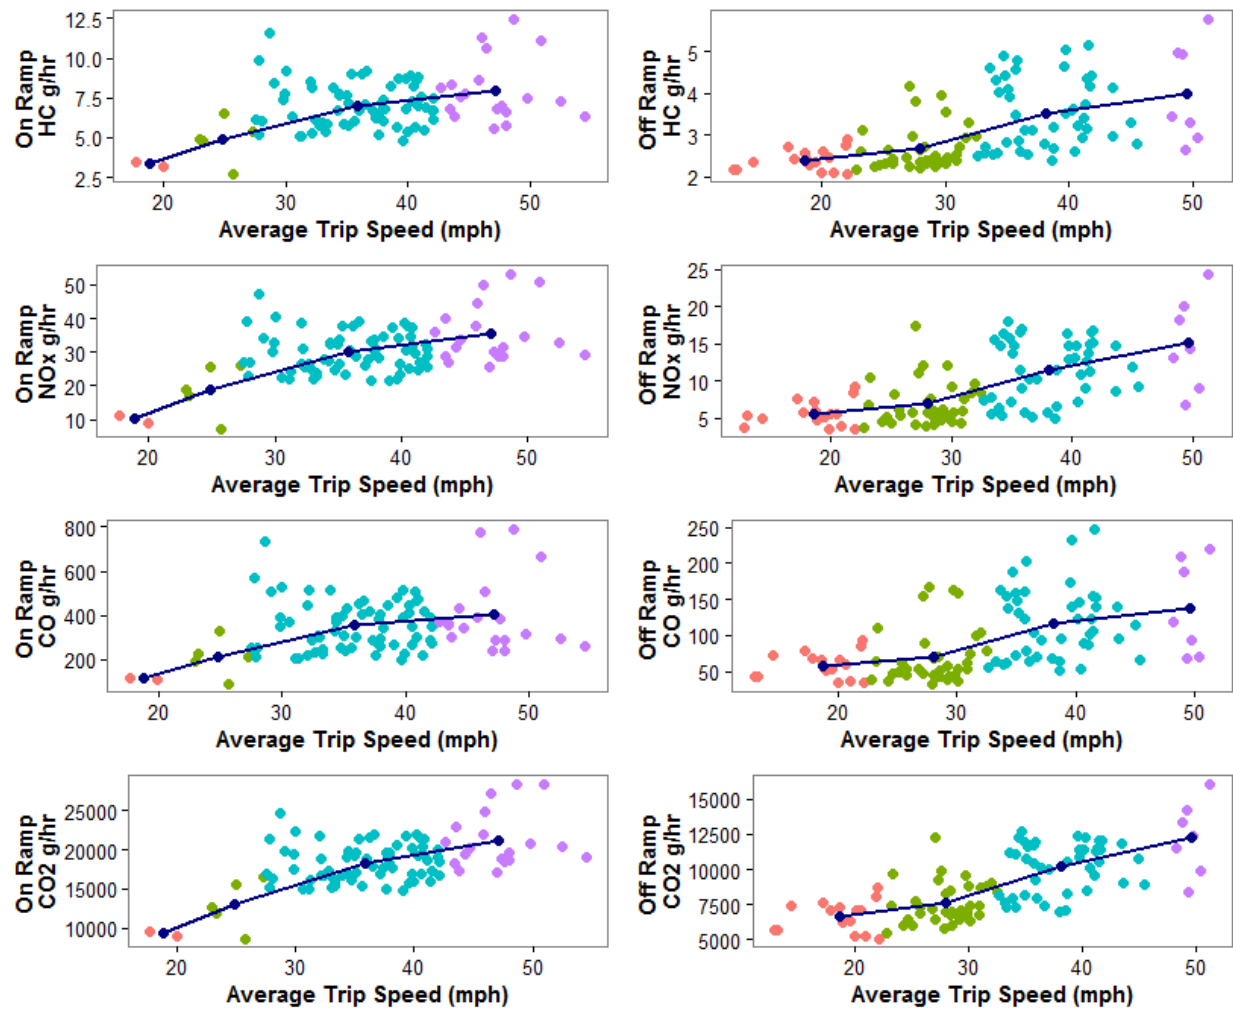 On Ramp
HC g/hr
12.5
10.0
7.5
5.0
2.5
20 30 40 50
Average Trip Speed (mph)
Off Ramp
HC g/hr
5
4
3
2
20 30 40 50
Average Trip Speed (mph)
On Ramp
NOx g/hr
50
40
30
20
10
20 30 40 50
Average Trip Speed (mph)
Off Ramp
NOx g/hr
25
20
15
10
5
20 30 40 50
Average Trip Speed (mph)
On Ramp
CO g/hr
800
600
400
200
20 30 40 50
Average Trip Speed (mph)
Off Ramp
CO g/hr
250
200
150
100
50
20 30 40 50
Average Trip Speed (mph)
On Ramp
CO2 g/hr
25000
20000
15000
10000
20 30 40 50
Average Trip Speed (mph)
Off Ramp
CO2 g/hr
15000
12500
10000
7500
5000
20 30 40 50
Average Trip Speed (mph)